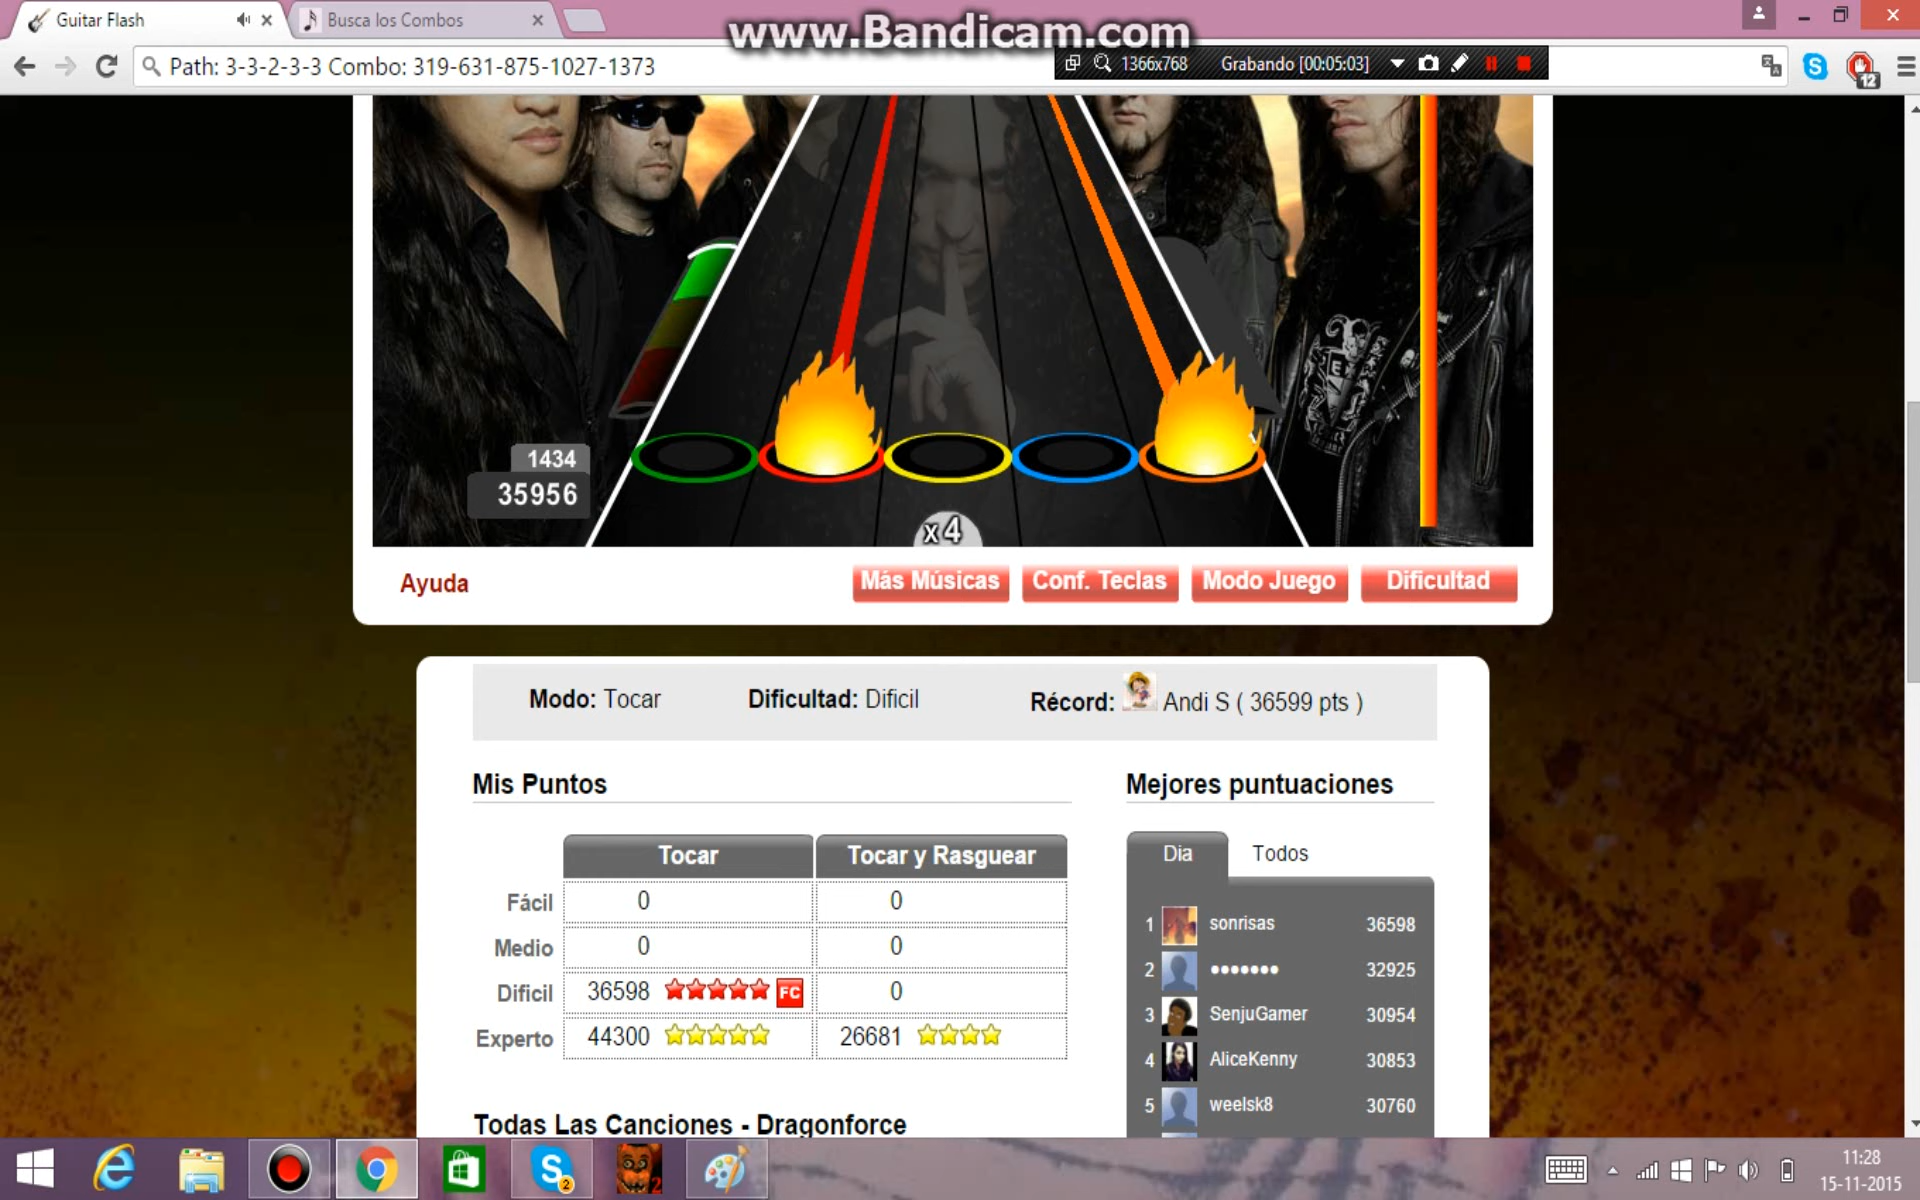 Guitar Flash
Busca los Combos
www.Bandicam.com
Path: 3-3-2-3-3 Combo: 319-631-875-1027-1373
1366x768 Grabando [00:05:03]
12
1434
35956
x4
Ayuda
Más Músicas
Conf. Teclas
Modo Juego
Dificultad
Modo: Tocar
Dificultad: Dificil
Récord: Andi S ( 36599 pts )
Mis Puntos
Tocar Tocar y Rasguear
Fácil 0 0
Medio 0 0
Dificil 36598 FC 0
Experto 44300 26681
Mejores puntuaciones
Dia Todos
1 sonrisas 36598
2 ••••••• 32925
3 SenjuGamer 30954
4 AliceKenny 30853
5 weelsk8 30760
Todas Las Canciones - Dragonforce
2
2
11:28
15-11-2015